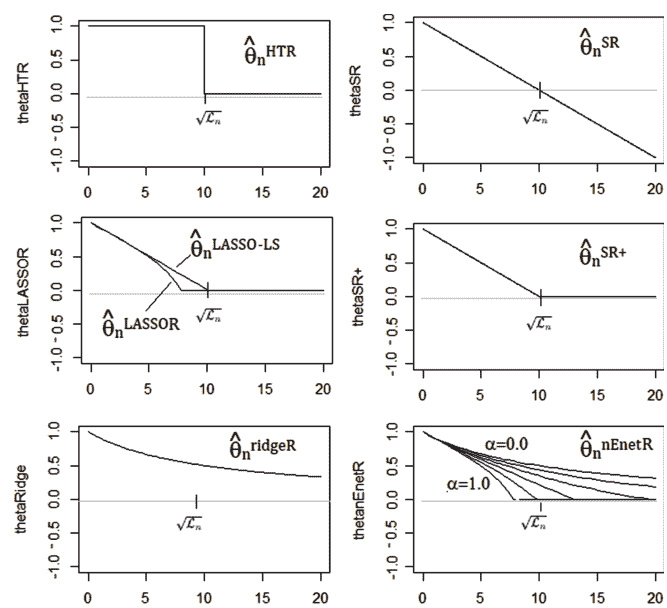 thetaHTR
-1.0 -0.5 0.0 0.5 1.0
0 5 10 15 20
θ̂ₙᴴᵀᴿ
√ℒₙ
thetaSR
-1.0 -0.5 0.0 0.5 1.0
0 5 10 15 20
θ̂ₙˢᴿ
√ℒₙ
thetaLASSOR
-1.0 -0.5 0.0 0.5 1.0
0 5 10 15 20
θ̂ₙ LASSO-LS
θ̂ₙ LASSOR
√ℒₙ
thetaSR+
-1.0 -0.5 0.0 0.5 1.0
0 5 10 15 20
θ̂ₙ SR+
√ℒₙ
thetaRidge
-1.0 -0.5 0.0 0.5 1.0
0 5 10 15 20
θ̂ₙ ridgeR
√ℒₙ
thetanEnetR
-1.0 -0.5 0.0 0.5 1.0
0 5 10 15 20
α=0.0
α=1.0
θ̂ₙ nEnetR
√ℒₙ